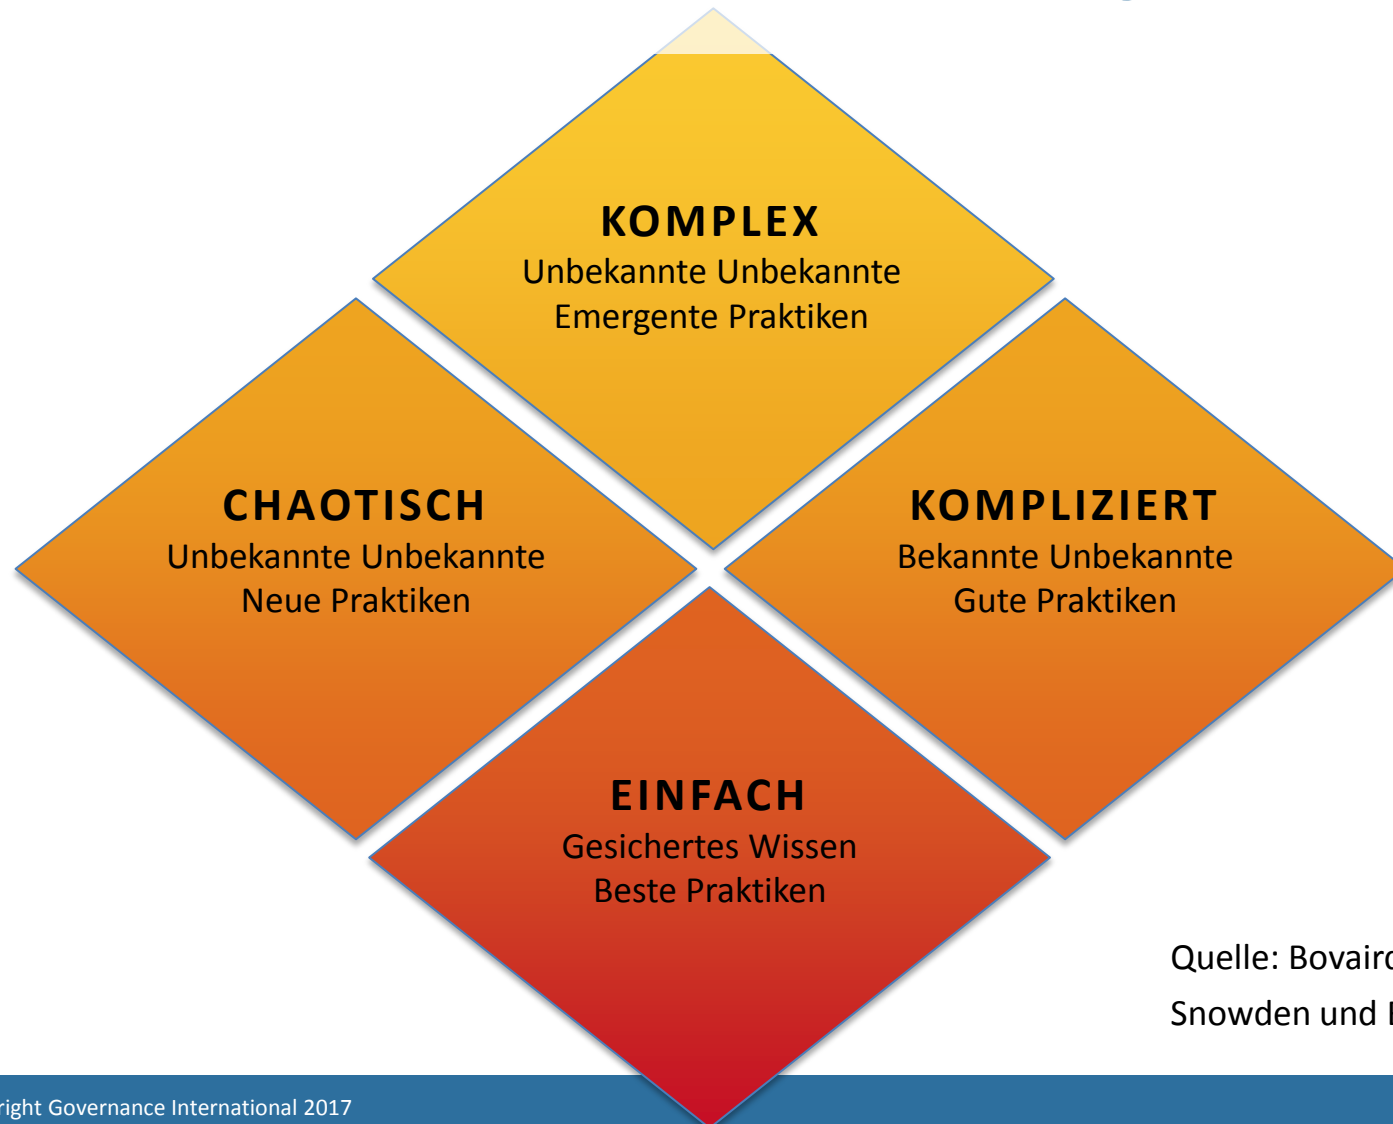 KOMPLEX
Unbekannte Unbekannte
Emergente Praktiken
CHAOTISCH
Unbekannte Unbekannte
Neue Praktiken
KOMPLIZIERT
Bekannte Unbekannte
Gute Praktiken
EINFACH
Gesichertes Wissen
Beste Praktiken
Quelle: Bovaird
Snowden und
right Governance International 2017